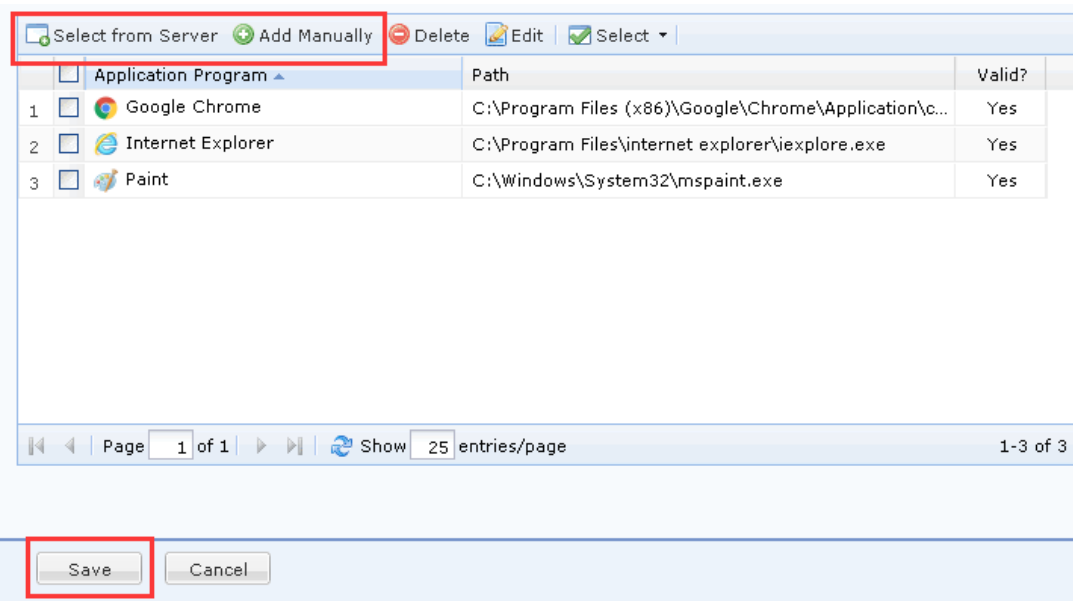 Select from Server Add Manually Delete Edit Select
Application Program Path Valid?
1 Google Chrome C:\Program Files (x86)\Google\Chrome\Application\c... Yes
2 Internet Explorer C:\Program Files\internet explorer\iexplore.exe Yes
3 Paint C:\Windows\System32\mspaint.exe Yes
Page 1 of 1 Show 25 entries/page 1-3 of 3
Save Cancel